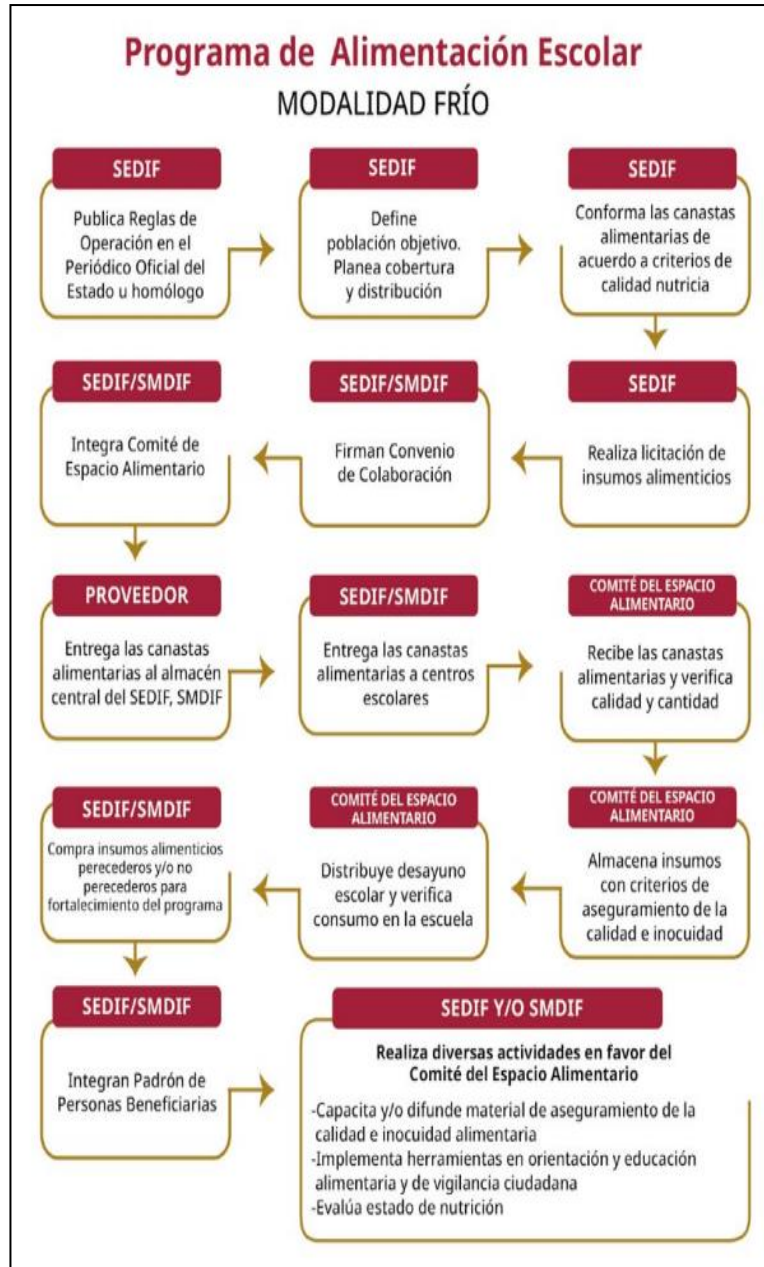 Programa de Alimentación Escolar
MODALIDAD FRÍO
SEDIF
Publica Reglas de
Operación en el
Periódico Oficial del
Estado u homólogo
SEDIF
Define
población objetivo.
Planea cobertura
y distribución
SEDIF
Conforma las canastas
alimentarias de
acuerdo a criterios de
calidad nutricia
SEDIF
Realiza licitación de
insumos alimenticios
SEDIF/SMDIF
Firman Convenio
de Colaboración
SEDIF/SMDIF
Integra Comité de
Espacio Alimentario
PROVEEDOR
Entrega las canastas
alimentarias al almacén
central del SEDIF, SMDIF
SEDIF/SMDIF
Entrega las canastas
alimentarias a centros
escolares
COMITÉ DEL ESPACIO
ALIMENTARIO
Recibe las canastas
alimentarias y verifica
calidad y cantidad
COMITÉ DEL ESPACIO
ALIMENTARIO
Almacena insumos
con criterios de
aseguramiento de la
calidad e inocuidad
COMITÉ DEL ESPACIO
ALIMENTARIO
Distribuye desayuno
escolar y verifica
consumo en la escuela
SEDIF/SMDIF
Compra insumos alimenticios
perecederos y/o no
perecederos para
fortalecimiento del programa
SEDIF/SMDIF
Integran Padrón de
Personas Beneficiarias
SEDIF Y/O SMDIF
Realiza diversas actividades en favor del
Comité del Espacio Alimentario
-Capacita y/o difunde material de aseguramiento de la
calidad e inocuidad alimentaria
-Implementa herramientas en orientación y educación
alimentaria y de vigilancia ciudadana
-Evalúa estado de nutrición